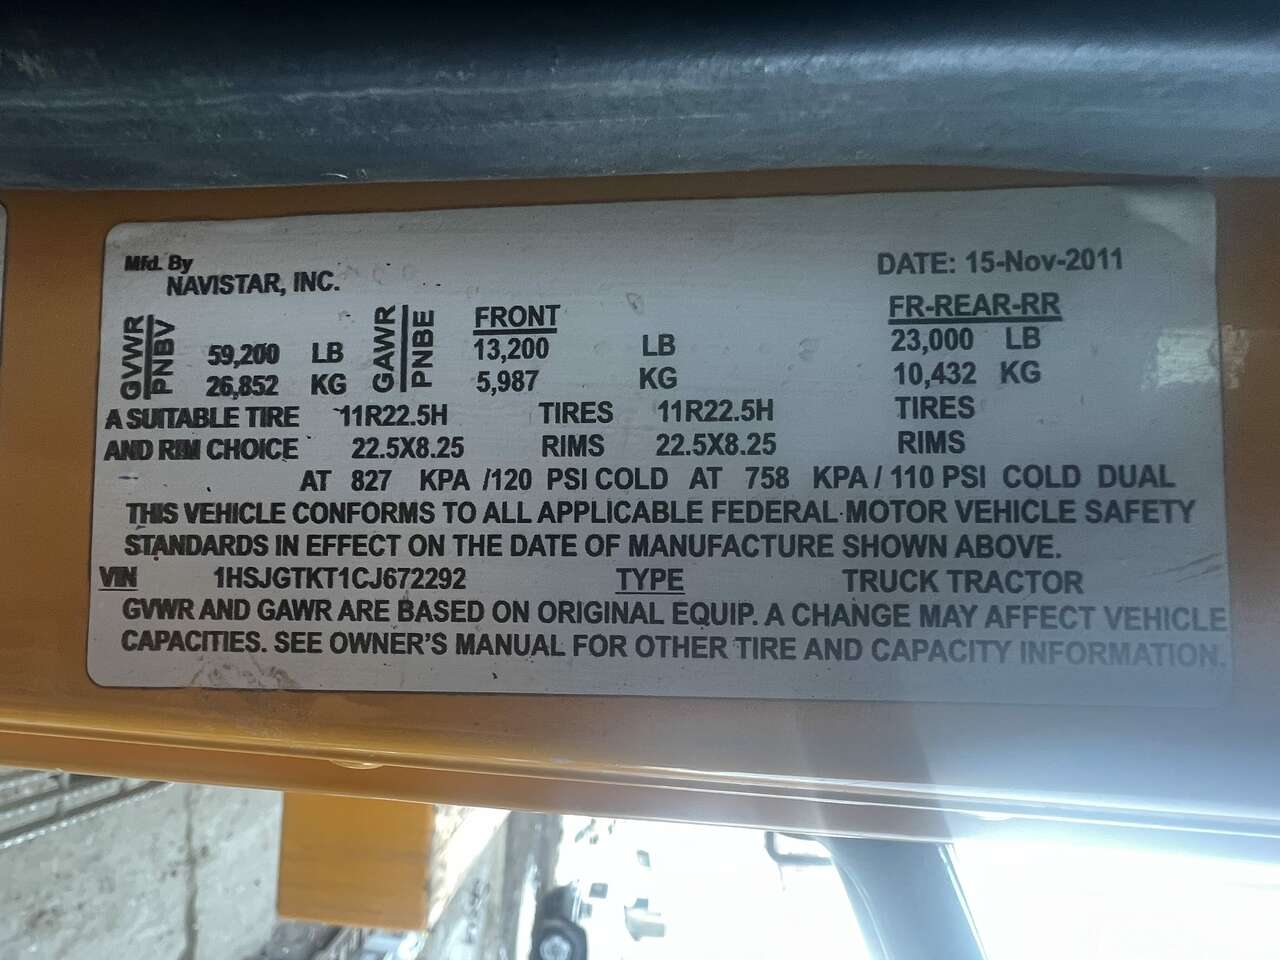 Mfd. By
NAVISTAR, INC.
DATE: 15-Nov-2011
GVWR
PNBV
GAWR
PNBE
FRONT
FR-REAR-RR
59,200 LB
13,200 LB
23,000 LB
26,852 KG
5,987 KG
10,432 KG
A SUITABLE TIRE 11R22.5H TIRES 11R22.5H TIRES
AND RIM CHOICE 22.5X8.25 RIMS 22.5X8.25 RIMS
AT 827 KPA /120 PSI COLD AT 758 KPA / 110 PSI COLD DUAL
THIS VEHICLE CONFORMS TO ALL APPLICABLE FEDERAL MOTOR VEHICLE SAFETY
STANDARDS IN EFFECT ON THE DATE OF MANUFACTURE SHOWN ABOVE.
VIN 1HSJGTKT1CJ672292 TYPE TRUCK TRACTOR
GVWR AND GAWR ARE BASED ON ORIGINAL EQUIP. A CHANGE MAY AFFECT VEHICLE
CAPACITIES. SEE OWNER'S MANUAL FOR OTHER TIRE AND CAPACITY INFORMATION.